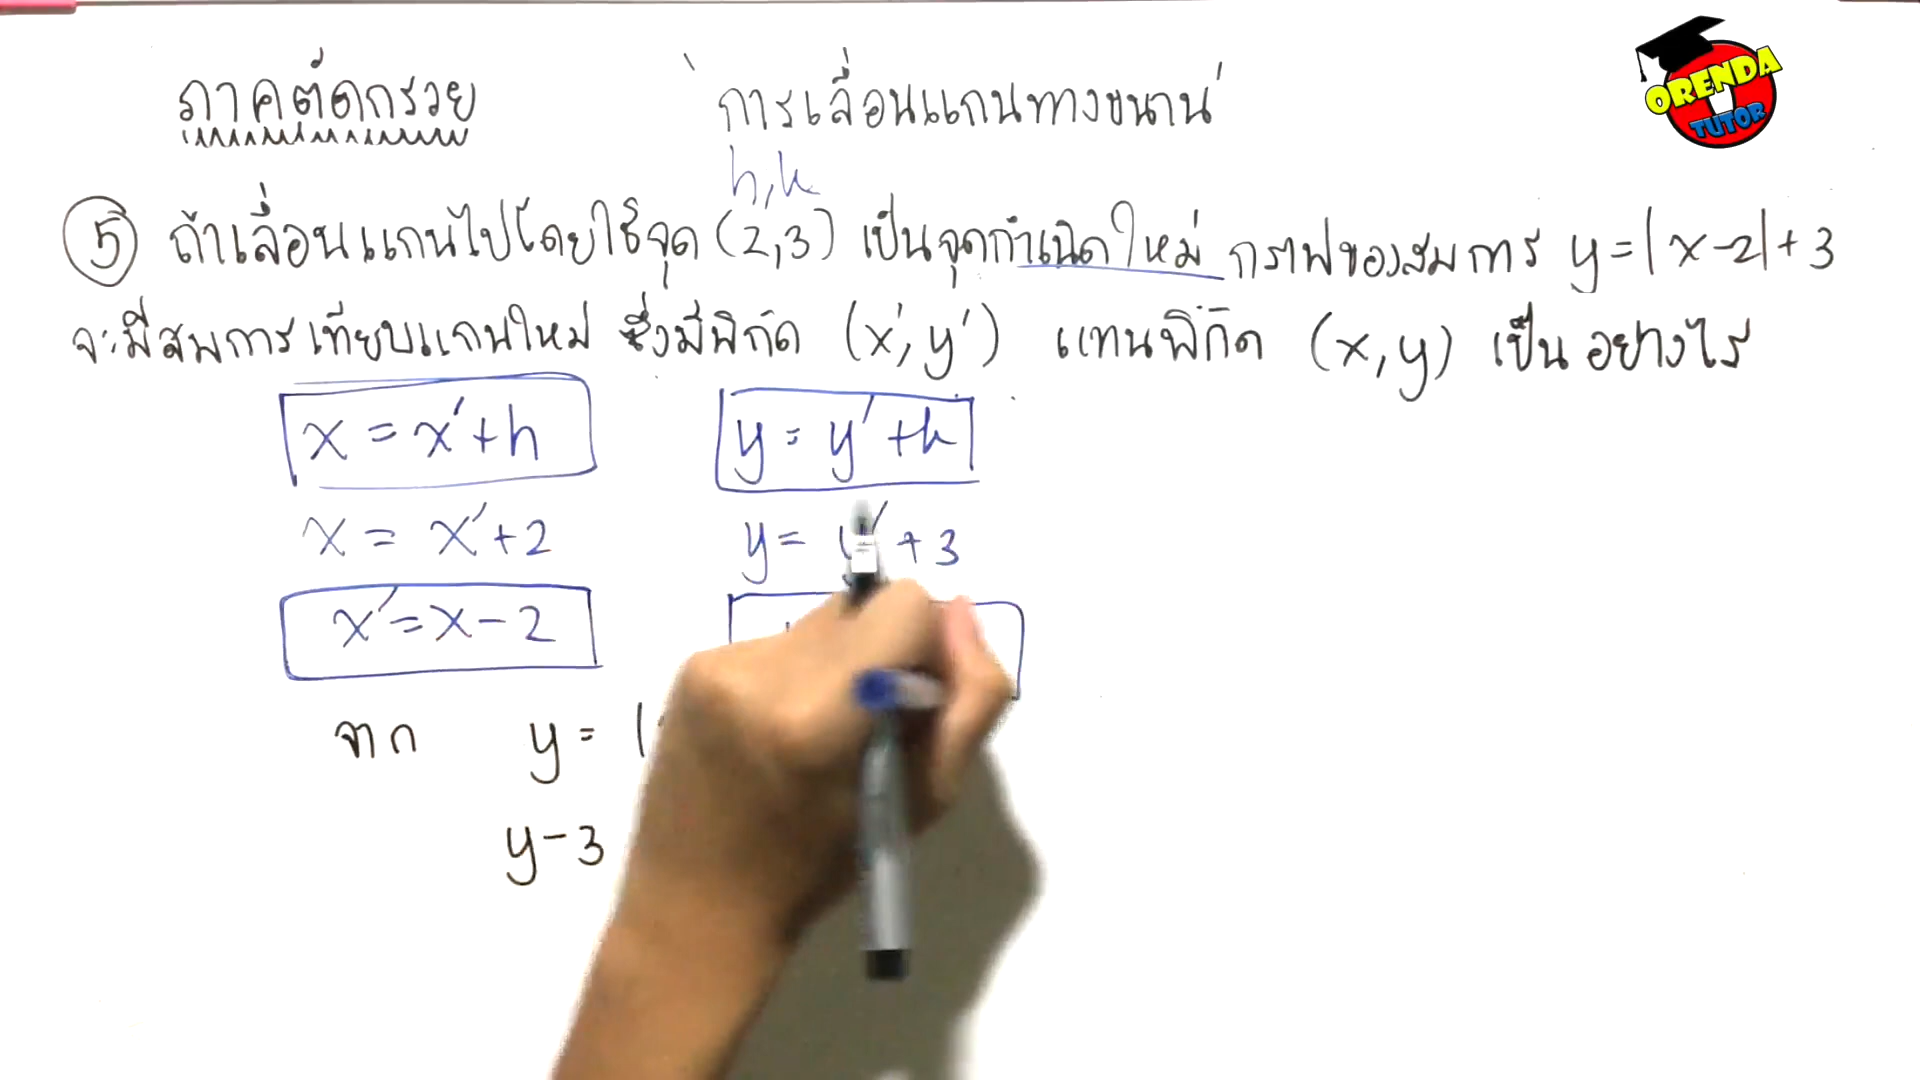 ภาคตัดกรวย การเลื่อนแกนทางขนาน
h,k
⑤ ถ้าเลื่อนแกนไปโดยใช้จุด (2,3) เป็นจุดกำเนิดใหม่ กราฟของสมการ y=|x-2|+3
จะมีสมการเทียบแกนใหม่ ซึ่งมีพิกัด (x',y') แทนพิกัด (x,y) เป็นอย่างไร
x = x'+h y = y'+k
x = x'+2 y = y'+3
x' = x-2
จาก y = |
y-3
ORENDA
TUTOR